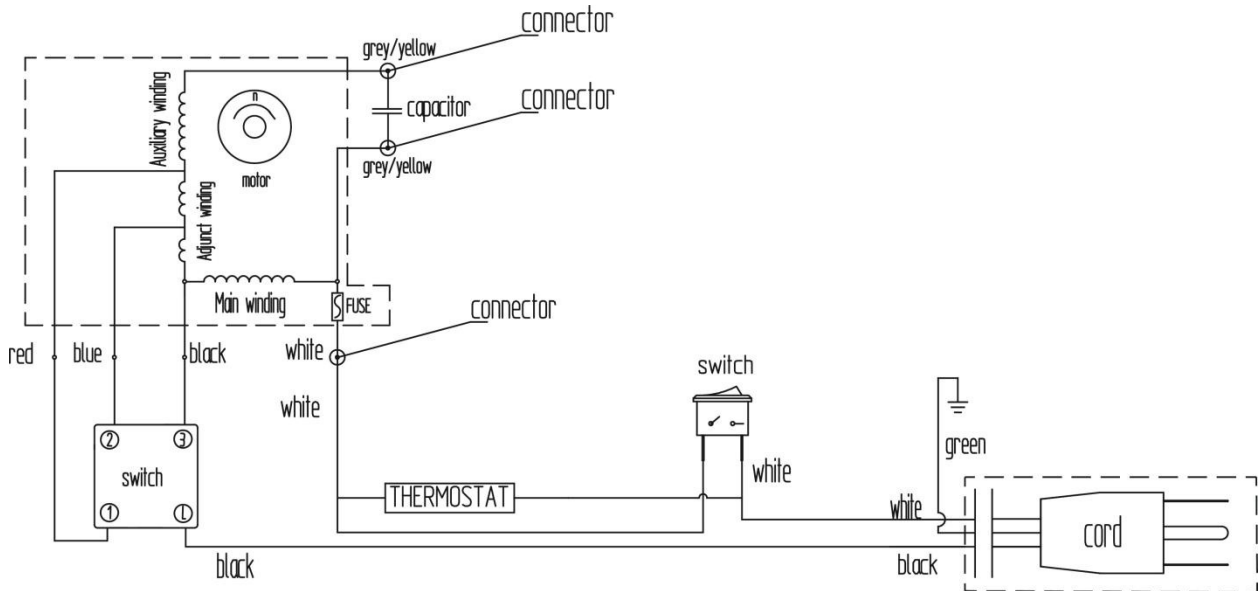 connector
grey/yellow
connector
capacitor
grey/yellow
Auxiliary winding
n
motor
Adjunct winding
Main winding
FUSE
connector
red
blue
black
white
white
switch
2
3
switch
1
L
THERMOSTAT
white
green
white
cord
black
black